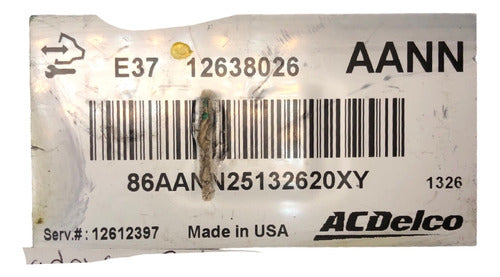 E37 12638026 AANN
86AANN25132620XY 1326
Serv.#: 12612397 Made in USA ACDelco